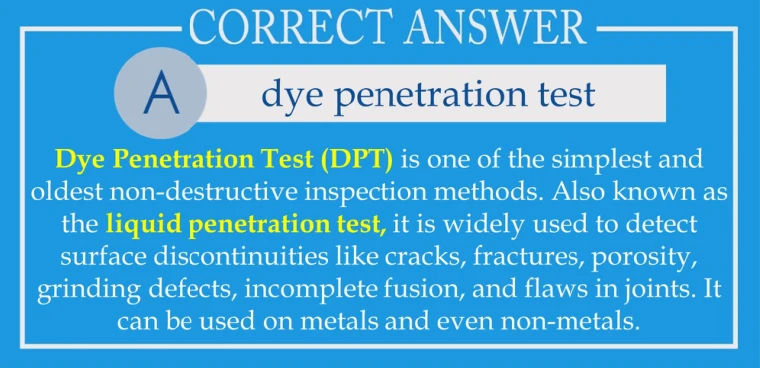 CORRECT ANSWER
A
dye penetration test
Dye Penetration Test (DPT) is one of the simplest and
oldest non-destructive inspection methods. Also known as
the liquid penetration test, it is widely used to detect
surface discontinuities like cracks, fractures, porosity,
grinding defects, incomplete fusion, and flaws in joints. It
can be used on metals and even non-metals.